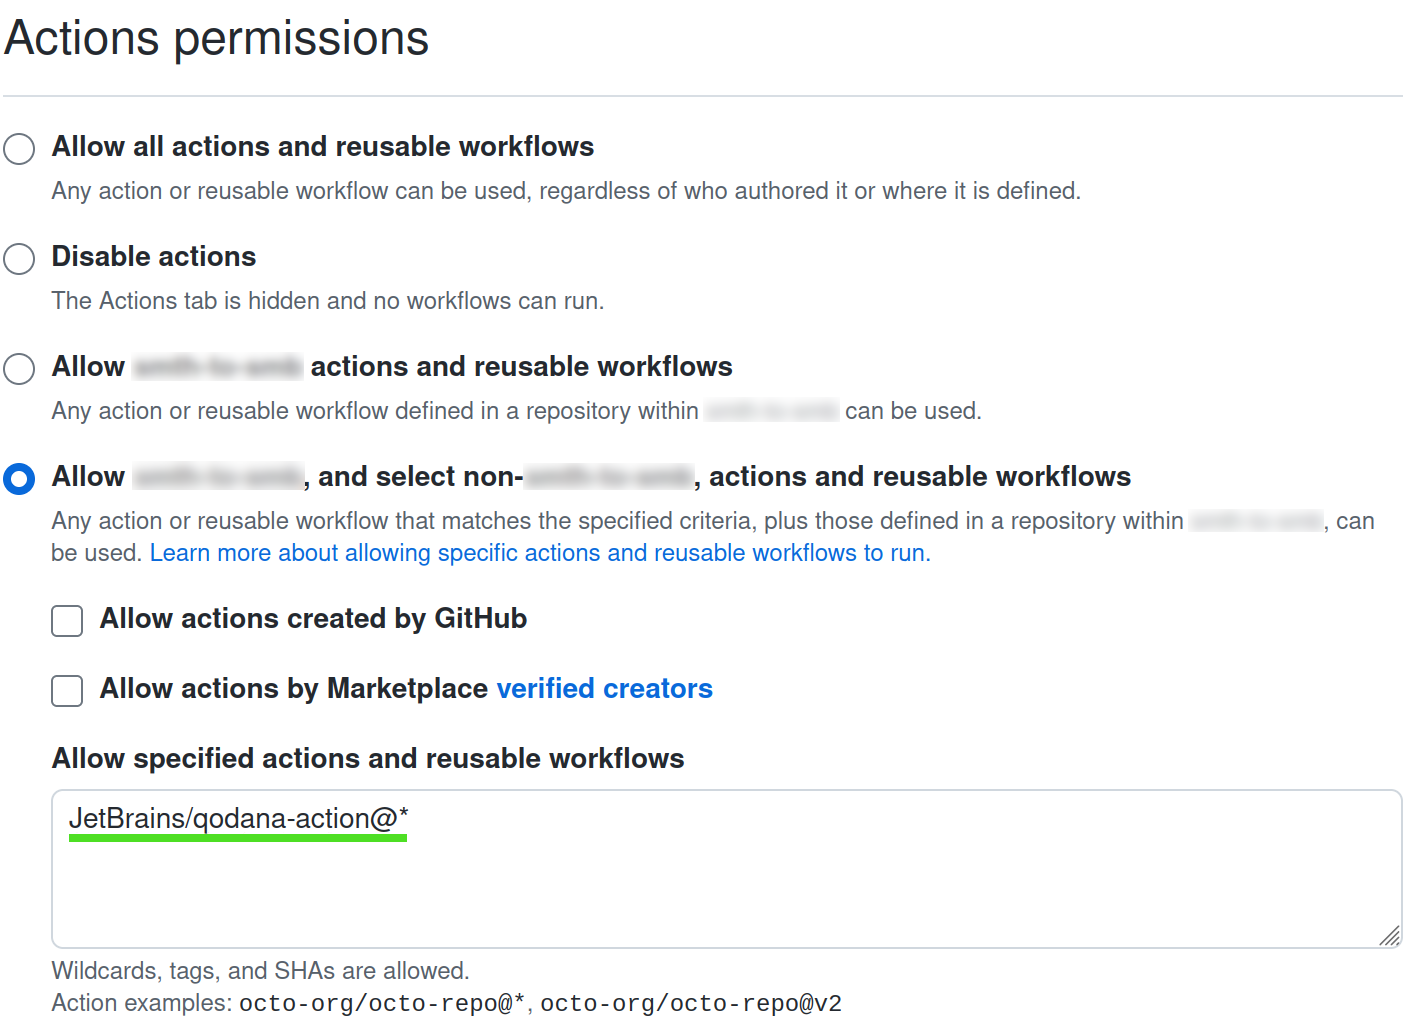 Actions permissions
Allow all actions and reusable workflows
Any action or reusable workflow can be used, regardless of who authored it or where it is defined.
Disable actions
The Actions tab is hidden and no workflows can run.
Allow actions and reusable workflows
Any action or reusable workflow defined in a repository within can be used.
Allow , and select non- , actions and reusable workflows
Any action or reusable workflow that matches the specified criteria, plus those defined in a repository within , can
be used. Learn more about allowing specific actions and reusable workflows to run.
Allow actions created by GitHub
Allow actions by Marketplace verified creators
Allow specified actions and reusable workflows
JetBrains/qodana-action@*
Wildcards, tags, and SHAs are allowed.
Action examples: octo-org/octo-repo@*, octo-org/octo-repo@v2